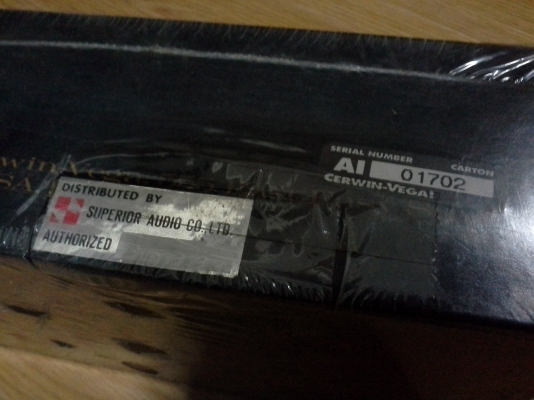 SERIAL NUMBER CARTON
AI 01702
CERWIN-VEGA!
DISTRIBUTED BY
SUPERIOR AUDIO CO., LTD.
AUTHORIZED